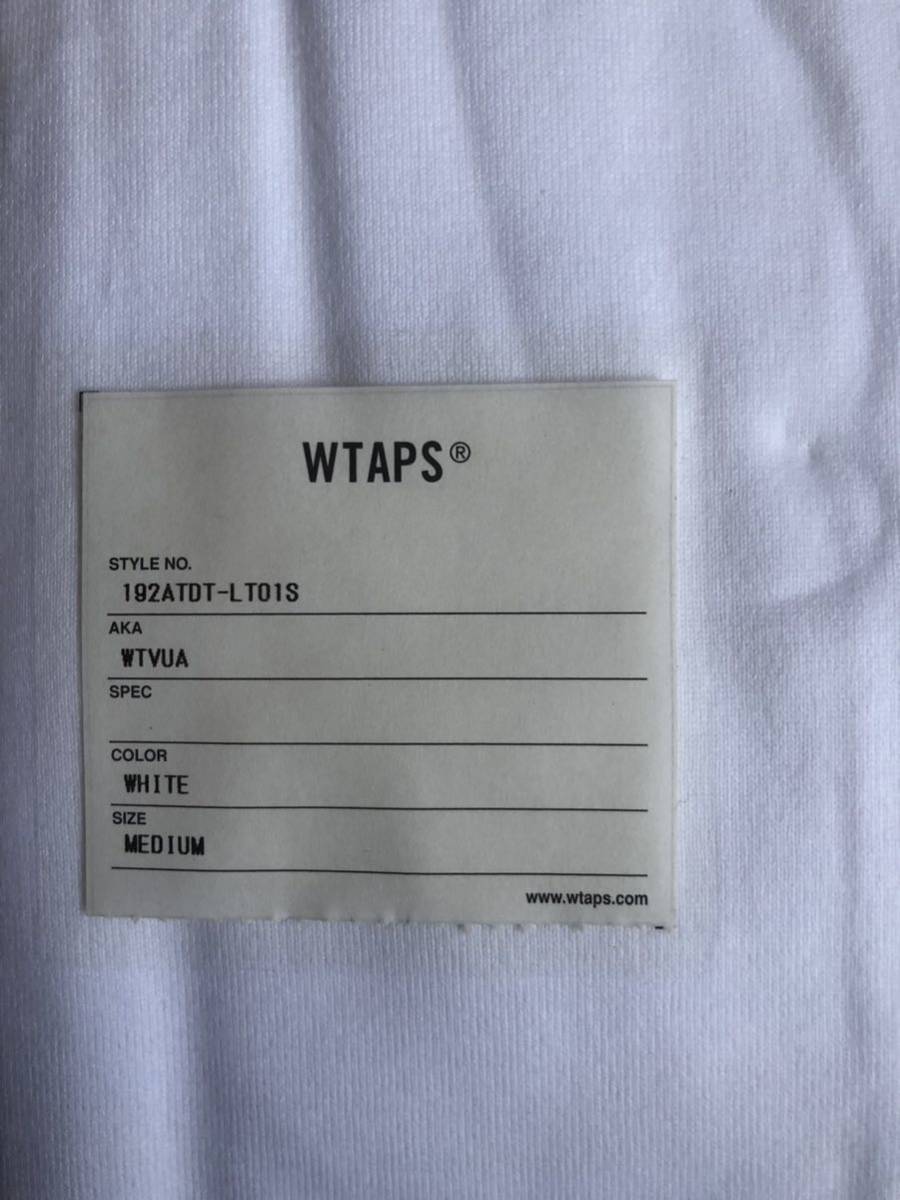 WTAPS®
STYLE NO.
192ATDT-LT01S
AKA
WTVUA
SPEC
COLOR
WHITE
SIZE
MEDIUM
www.wtaps.com